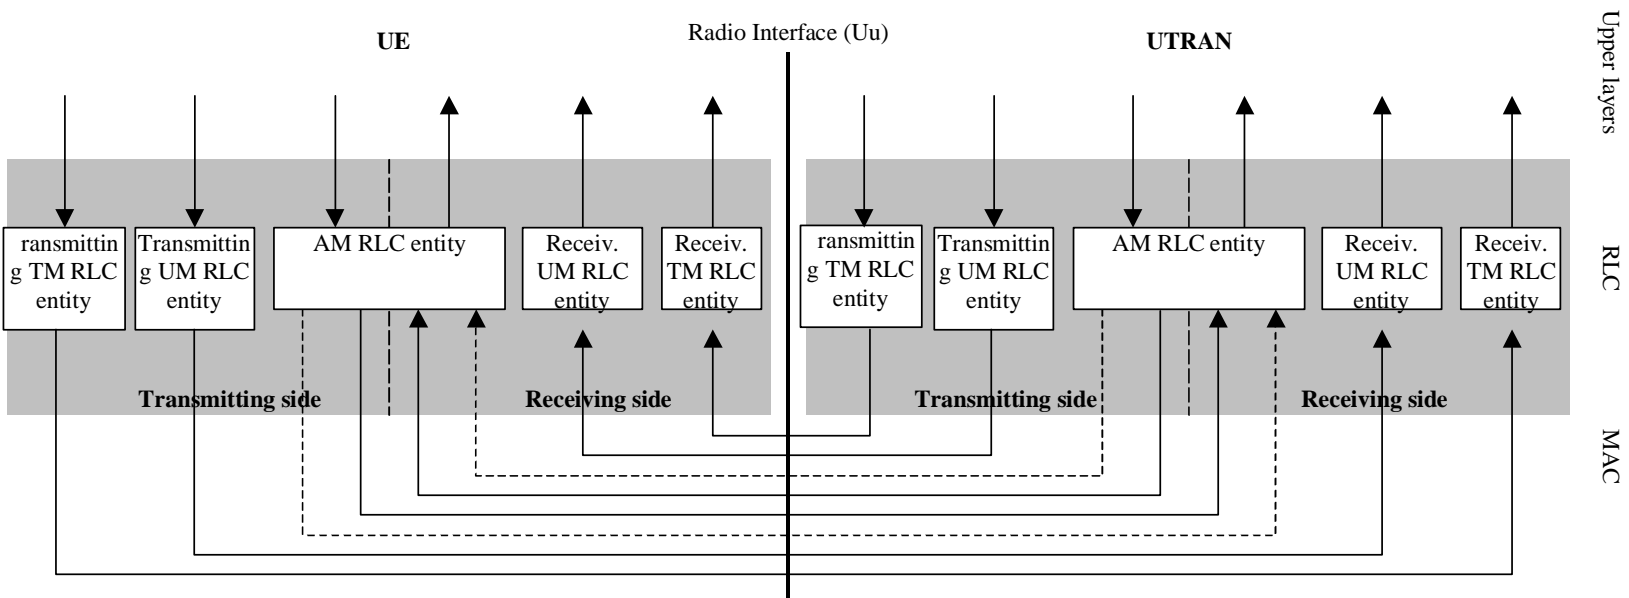 Radio Interface (Uu)
UE
UTRAN
Upper layers
ransmittin
g TM RLC
entity
Transmittin
g UM RLC
entity
AM RLC entity
Receiv.
UM RLC
entity
Receiv.
TM RLC
entity
ransmittin
g TM RLC
entity
Transmittin
g UM RLC
entity
AM RLC entity
Receiv.
UM RLC
entity
Receiv.
TM RLC
entity
RLC
Transmitting side
Receiving side
Transmitting side
Receiving side
MAC